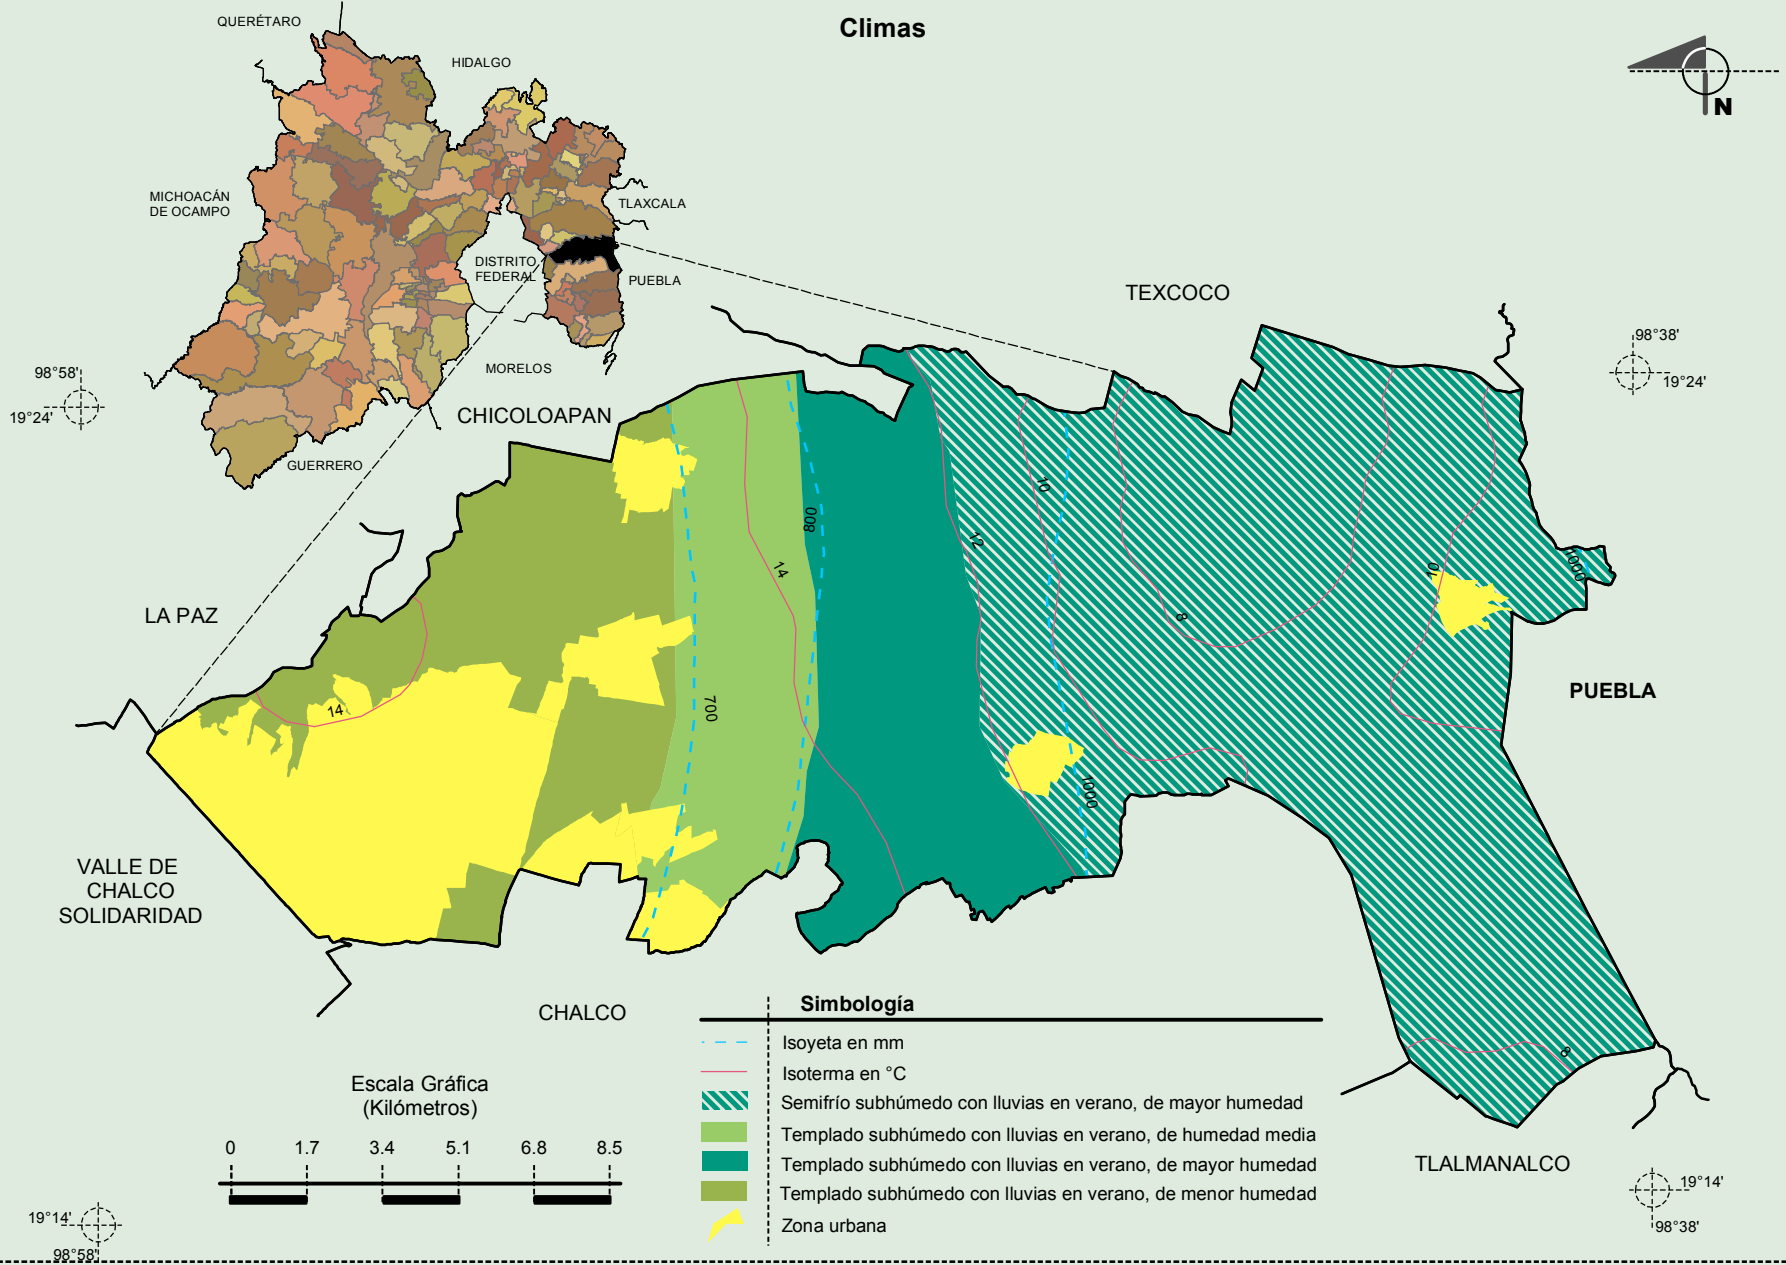 Climas
QUERÉTARO
HIDALGO
N
MICHOACÁN
DE OCAMPO
TLAXCALA
DISTRITO
FEDERAL
PUEBLA
TEXCOCO
MORELOS
GUERRERO
98°58'
19°24'
98°38'
19°24'
CHICOLOAPAN
LA PAZ
PUEBLA
VALLE DE
CHALCO
SOLIDARIDAD
CHALCO
TLALMANALCO
14
700
14
800
12
10
1000
8
10
1000
8
Simbología
Isoyeta en mm
Isoterma en °C
Semifrío subhúmedo con lluvias en verano, de mayor humedad
Templado subhúmedo con lluvias en verano, de humedad media
Templado subhúmedo con lluvias en verano, de mayor humedad
Templado subhúmedo con lluvias en verano, de menor humedad
Zona urbana
Escala Gráfica
(Kilómetros)
0 1.7 3.4 5.1 6.8 8.5
19°14'
98°58'
19°14'
98°38'